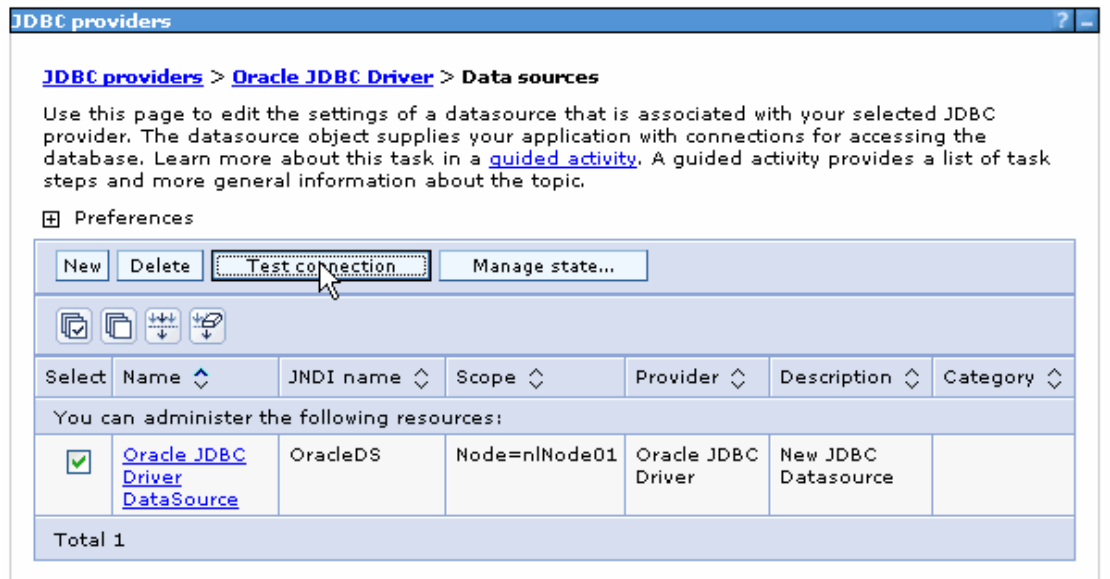 JDBC providers ? –
JDBC providers > Oracle JDBC Driver > Data sources
Use this page to edit the settings of a datasource that is associated with your selected JDBC
provider. The datasource object supplies your application with connections for accessing the
database. Learn more about this task in a guided activity. A guided activity provides a list of task
steps and more general information about the topic.
+ Preferences
New Delete Test connection Manage state...
Select Name JNDI name Scope Provider Description Category
You can administer the following resources:
Oracle JDBC OracleDS Node=nlNode01 Oracle JDBC New JDBC
Driver Driver Datasource
DataSource
Total 1